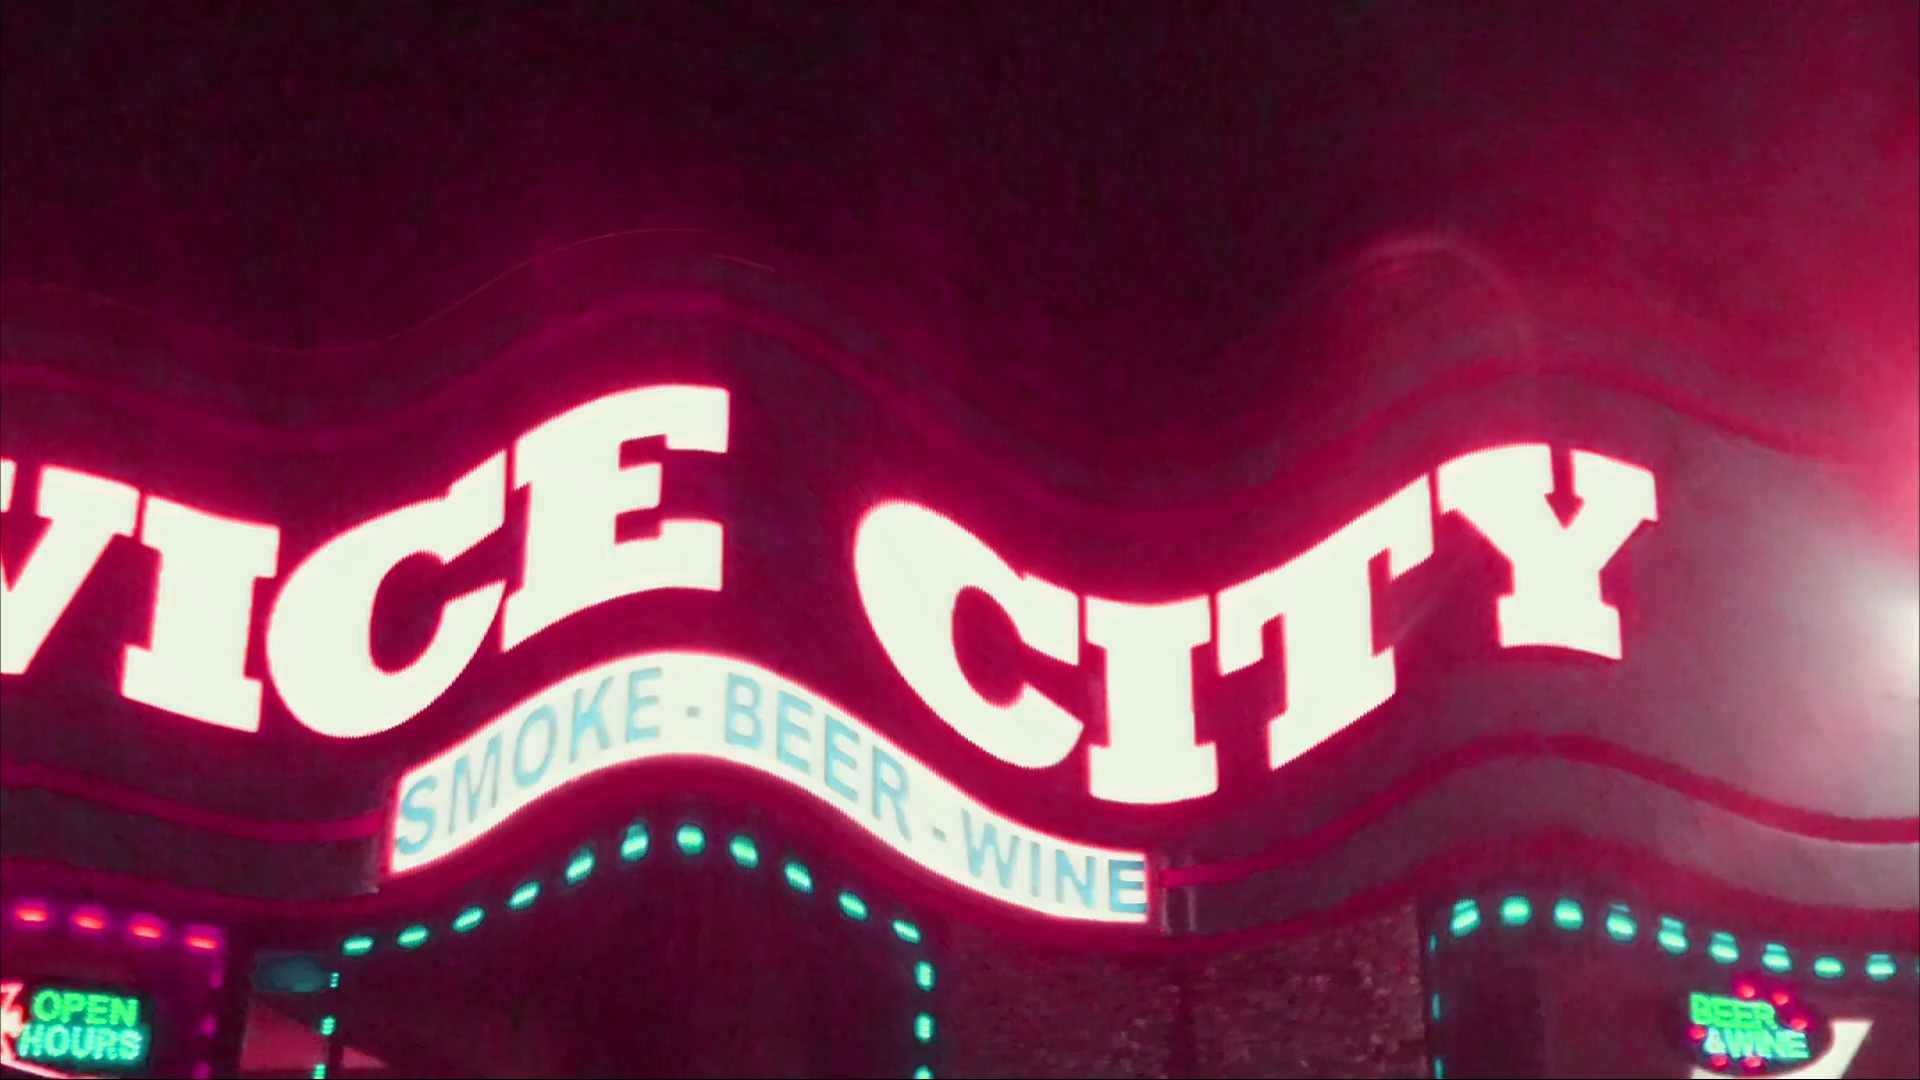 VICE CITY
SMOKE · BEER · WINE
OPEN
HOURS
BEER
&WINE